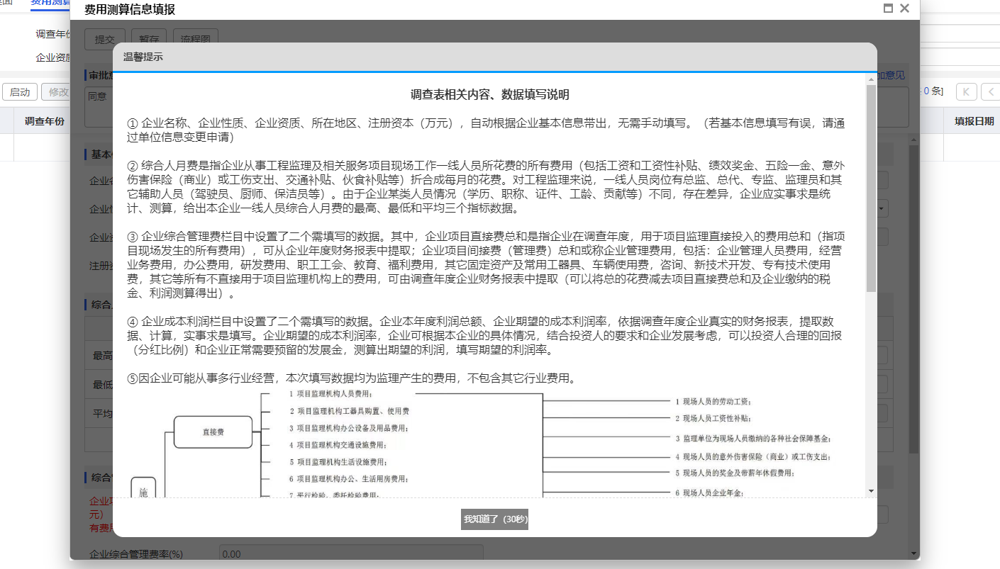 费用测算
费用测算信息填报
调查年份
企业资质
提交
暂存
流程图
温馨提示
审批意
加意见
同意
启动
修改
0 条]
调查年份
填报日期
调查表相关内容、数据填写说明
① 企业名称、企业性质、企业资质、所在地区、注册资本（万元），自动根据企业基本信息带出，无需手动填写。（若基本信息填写有误，请通
过单位信息变更申请）
② 综合人月费是指企业从事工程监理及相关服务项目现场工作一线人员所花费的所有费用（包括工资和工资性补贴、绩效奖金、五险一金、意外
伤害保险（商业）或工伤支出、交通补贴、伙食补贴等）折合成每月的花费。对工程监理来说，一线人员岗位有总监、总代、专监、监理员和其
它辅助人员（驾驶员、厨师、保洁员等）。由于企业某类人员情况（学历、职称、证件、工龄、贡献等）不同，存在差异，企业应实事求是统
计、测算，给出本企业一线人员综合人月费的最高、最低和平均三个指标数据。
③ 企业综合管理费栏目中设置了二个需填写的数据。其中，企业项目直接费总和是指企业在调查年度，用于项目监理直接投入的费用总和（指项
目现场发生的所有费用），可从企业年度财务报表中提取；企业项目间接费（管理费）总和或称企业管理费用，包括：企业管理人员费用，经营
业务费用，办公费用，研发费用、职工工会、教育、福利费用，其它固定资产及常用工器具、车辆使用费，咨询、新技术开发、专有技术使用
费，其它等所有不直接用于项目监理机构上的费用，可由调查年度企业财务报表中提取（可以将总的花费减去项目直接费总和及企业缴纳的税
金、利润测算得出）。
④ 企业成本利润栏目中设置了二个需填写的数据。企业本年度利润总额、企业期望的成本利润率，依据调查年度企业真实的财务报表，提取数
据、计算，实事求是填写。企业期望的成本利润率，企业可根据本企业的具体情况，结合投资人的要求和企业发展考虑，可以投资人合理的回报
（分红比例）和企业正常需要预留的发展金，测算出期望的利润，填写期望的利润率。
⑤因企业可能从事多行业经营，本次填写数据均为监理产生的费用，不包含其它行业费用。
直接费
施
1 项目监理机构人员费用；
2 项目监理机构工器具购置、使用费
3 项目监理机构办公设备及用品费用；
4 项目监理机构交通设施费用；
5 项目监理机构生活设施费用；
6 项目监理机构办公、生活用房费用；
7 平行检验、委托检验费用；
1 现场人员的劳动工资；
2 现场人员工资性补贴；
3 监理单位为现场人员缴纳的各种社会保障基金；
4 现场人员的意外伤害保险（商业）或工伤支出；
5 现场人员的奖金及带薪年休假费用；
6 现场人员企业年金；
基本
企业
企业
企业
注册
综合
最高
最低
平均
综合
企业
元）
有费
我知道了（30秒）
企业综合管理费率(%)
0.00